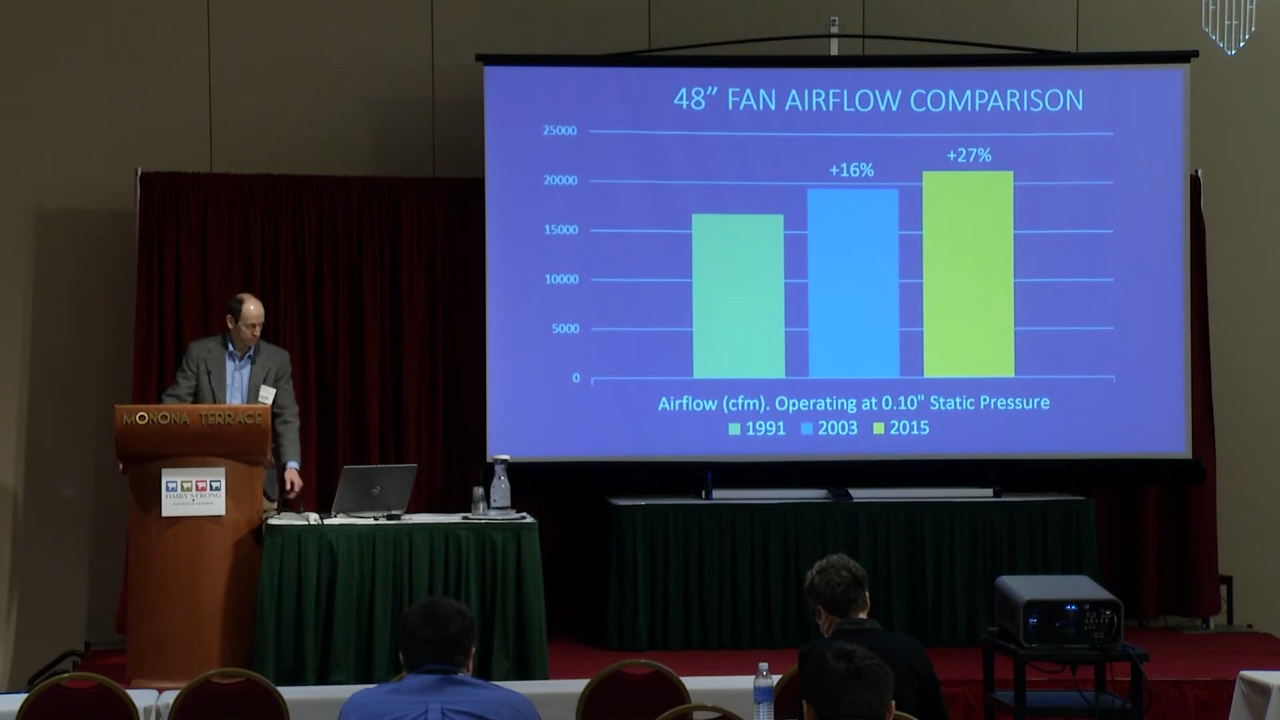 48” FAN AIRFLOW COMPARISON
25000
20000
15000
10000
5000
0
+16%
+27%
Airflow (cfm). Operating at 0.10" Static Pressure
1991 2003 2015
MONONA TERRACE
DAIRY STRONG